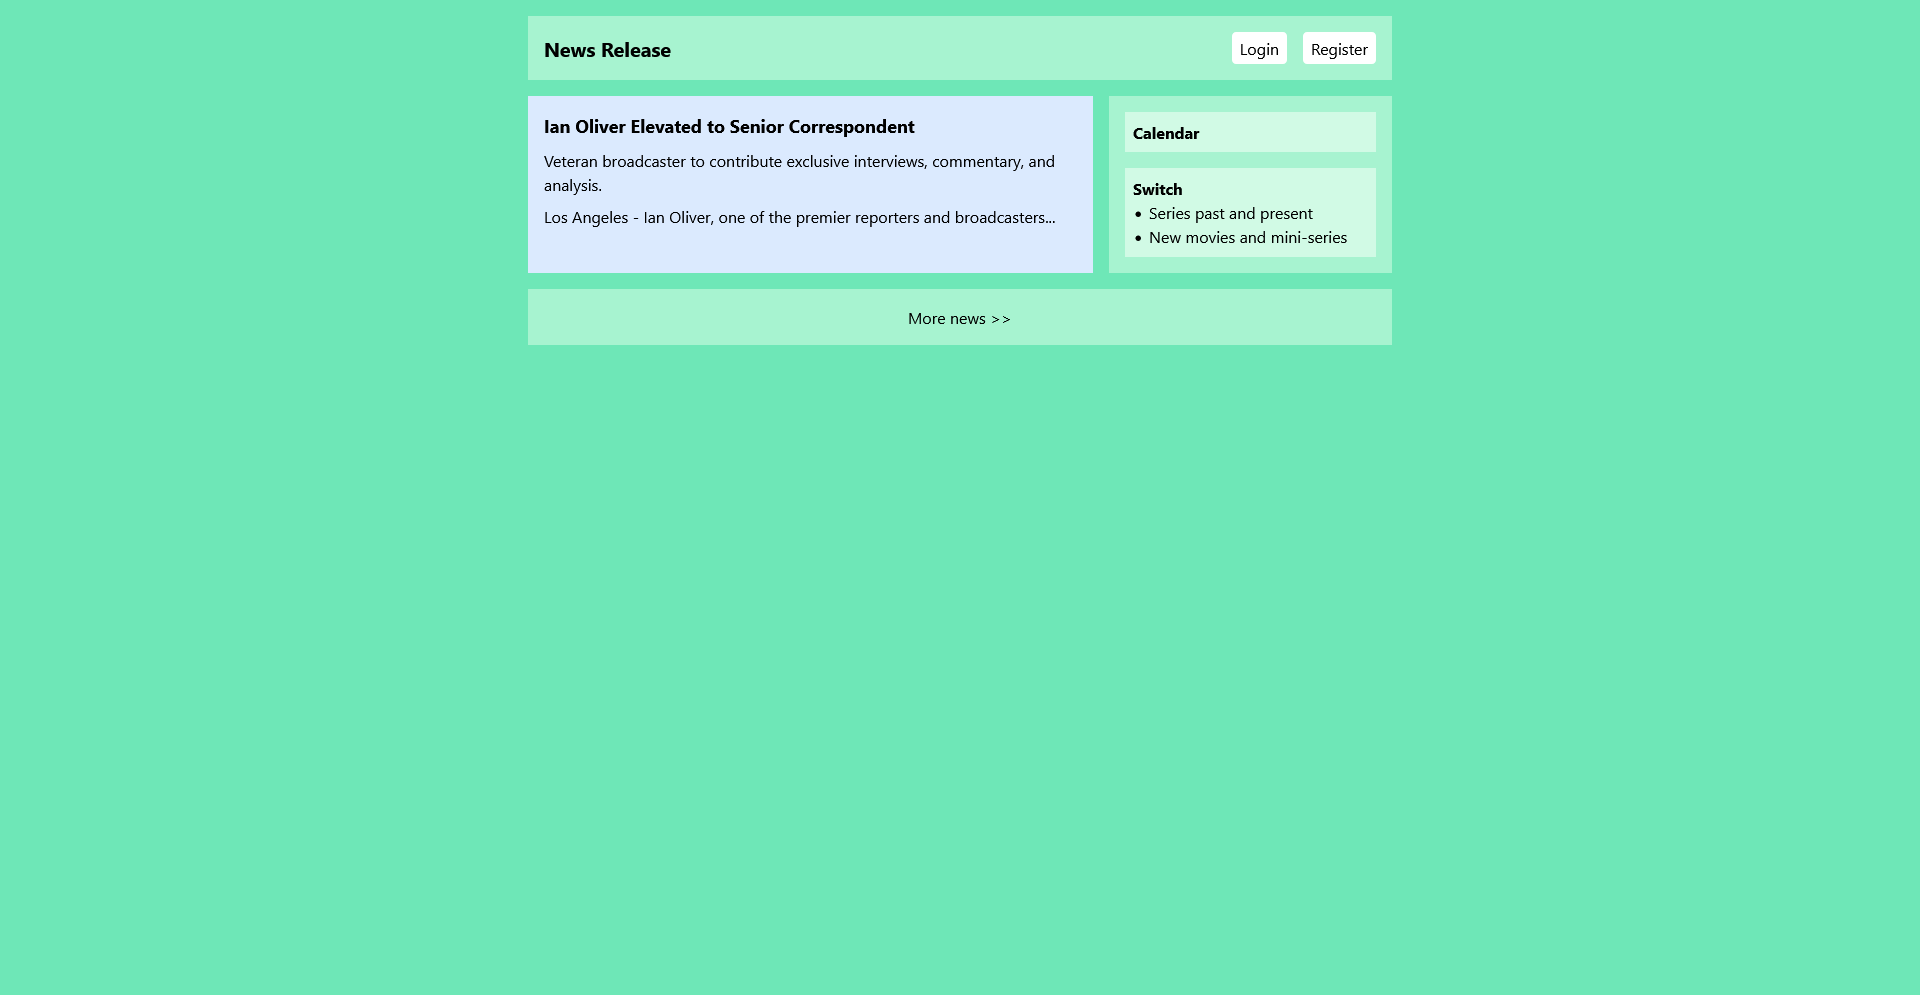 News Release
Login
Register
Ian Oliver Elevated to Senior Correspondent
Veteran broadcaster to contribute exclusive interviews, commentary, and
analysis.
Los Angeles - Ian Oliver, one of the premier reporters and broadcasters...
Calendar
Switch
• Series past and present
• New movies and mini-series
More news >>